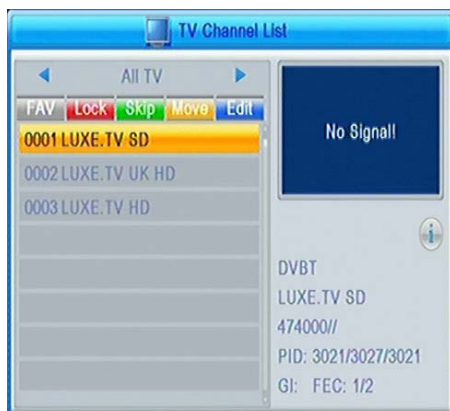 TV Channel List
All TV
FAV Lock Skip Move Edit
0001 LUXE.TV SD
0002 LUXE.TV UK HD
0003 LUXE.TV HD
No Signal!
i
DVBT
LUXE.TV SD
474000//
PID: 3021/3027/3021
GI: FEC: 1/2